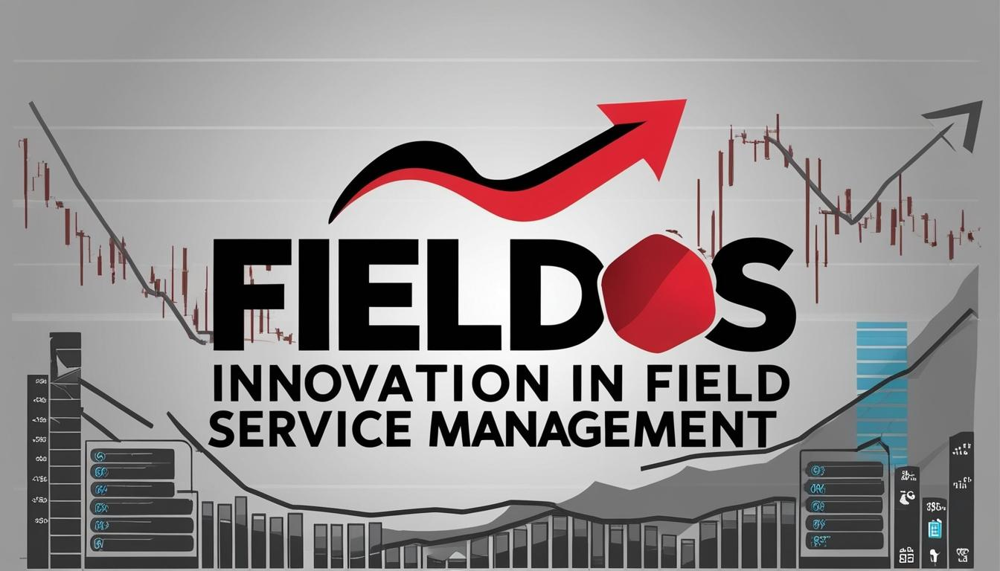 FIELDOS
INNOVATION IN FIELD
SERVICE MANAGEMENT